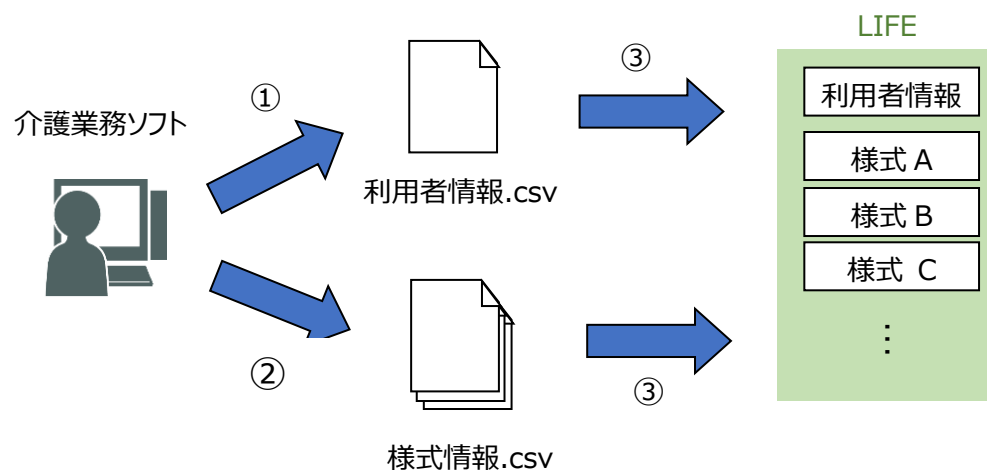 LIFE
③
利用者情報
①
介護業務ソフト
様式 A
利用者情報.csv
様式 B
様式 C
⋮
②
③
様式情報.csv